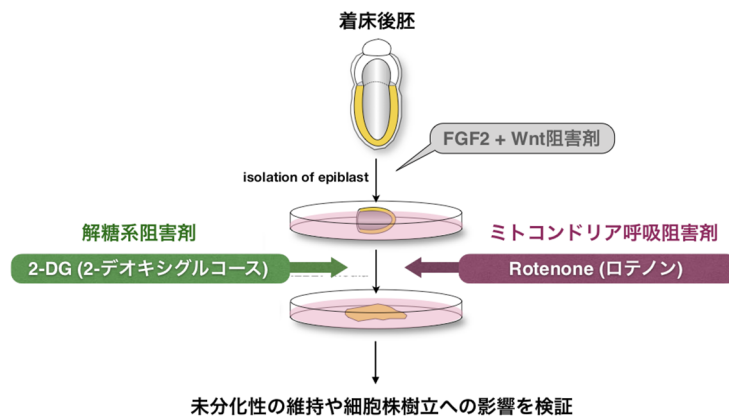 着床後胚
FGF2 + Wnt阻害剤
isolation of epiblast
解糖系阻害剤
ミトコンドリア呼吸阻害剤
2-DG (2-デオキシグルコース)
Rotenone (ロテノン)
未分化性の維持や細胞株樹立への影響を検証